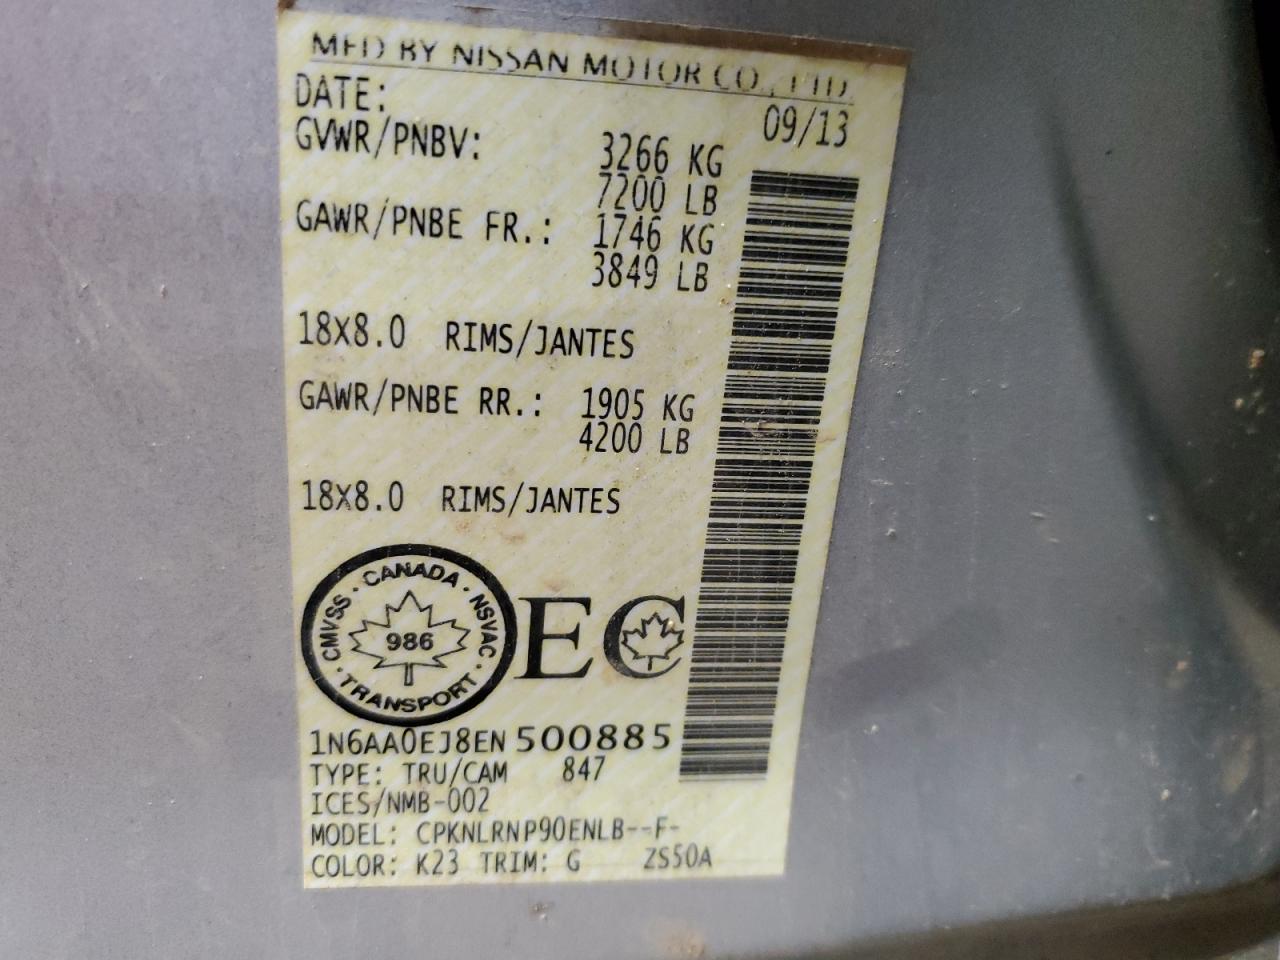 MFD BY NISSAN MOTOR CO., LTD.
DATE: 09/13
GVWR/PNBV: 3266 KG
7200 LB
GAWR/PNBE FR.: 1746 KG
3849 LB
18X8.0 RIMS/JANTES
GAWR/PNBE RR.: 1905 KG
4200 LB
18X8.0 RIMS/JANTES
CANADA · NSVAC · TRANSPORT · CMVSS ·
986
EC
1N6AA0EJ8EN500885
TYPE: TRU/CAM 847
ICES/NMB-002
MODEL: CPKNLRNP90ENLB--F-
COLOR: K23 TRIM: G ZS50A